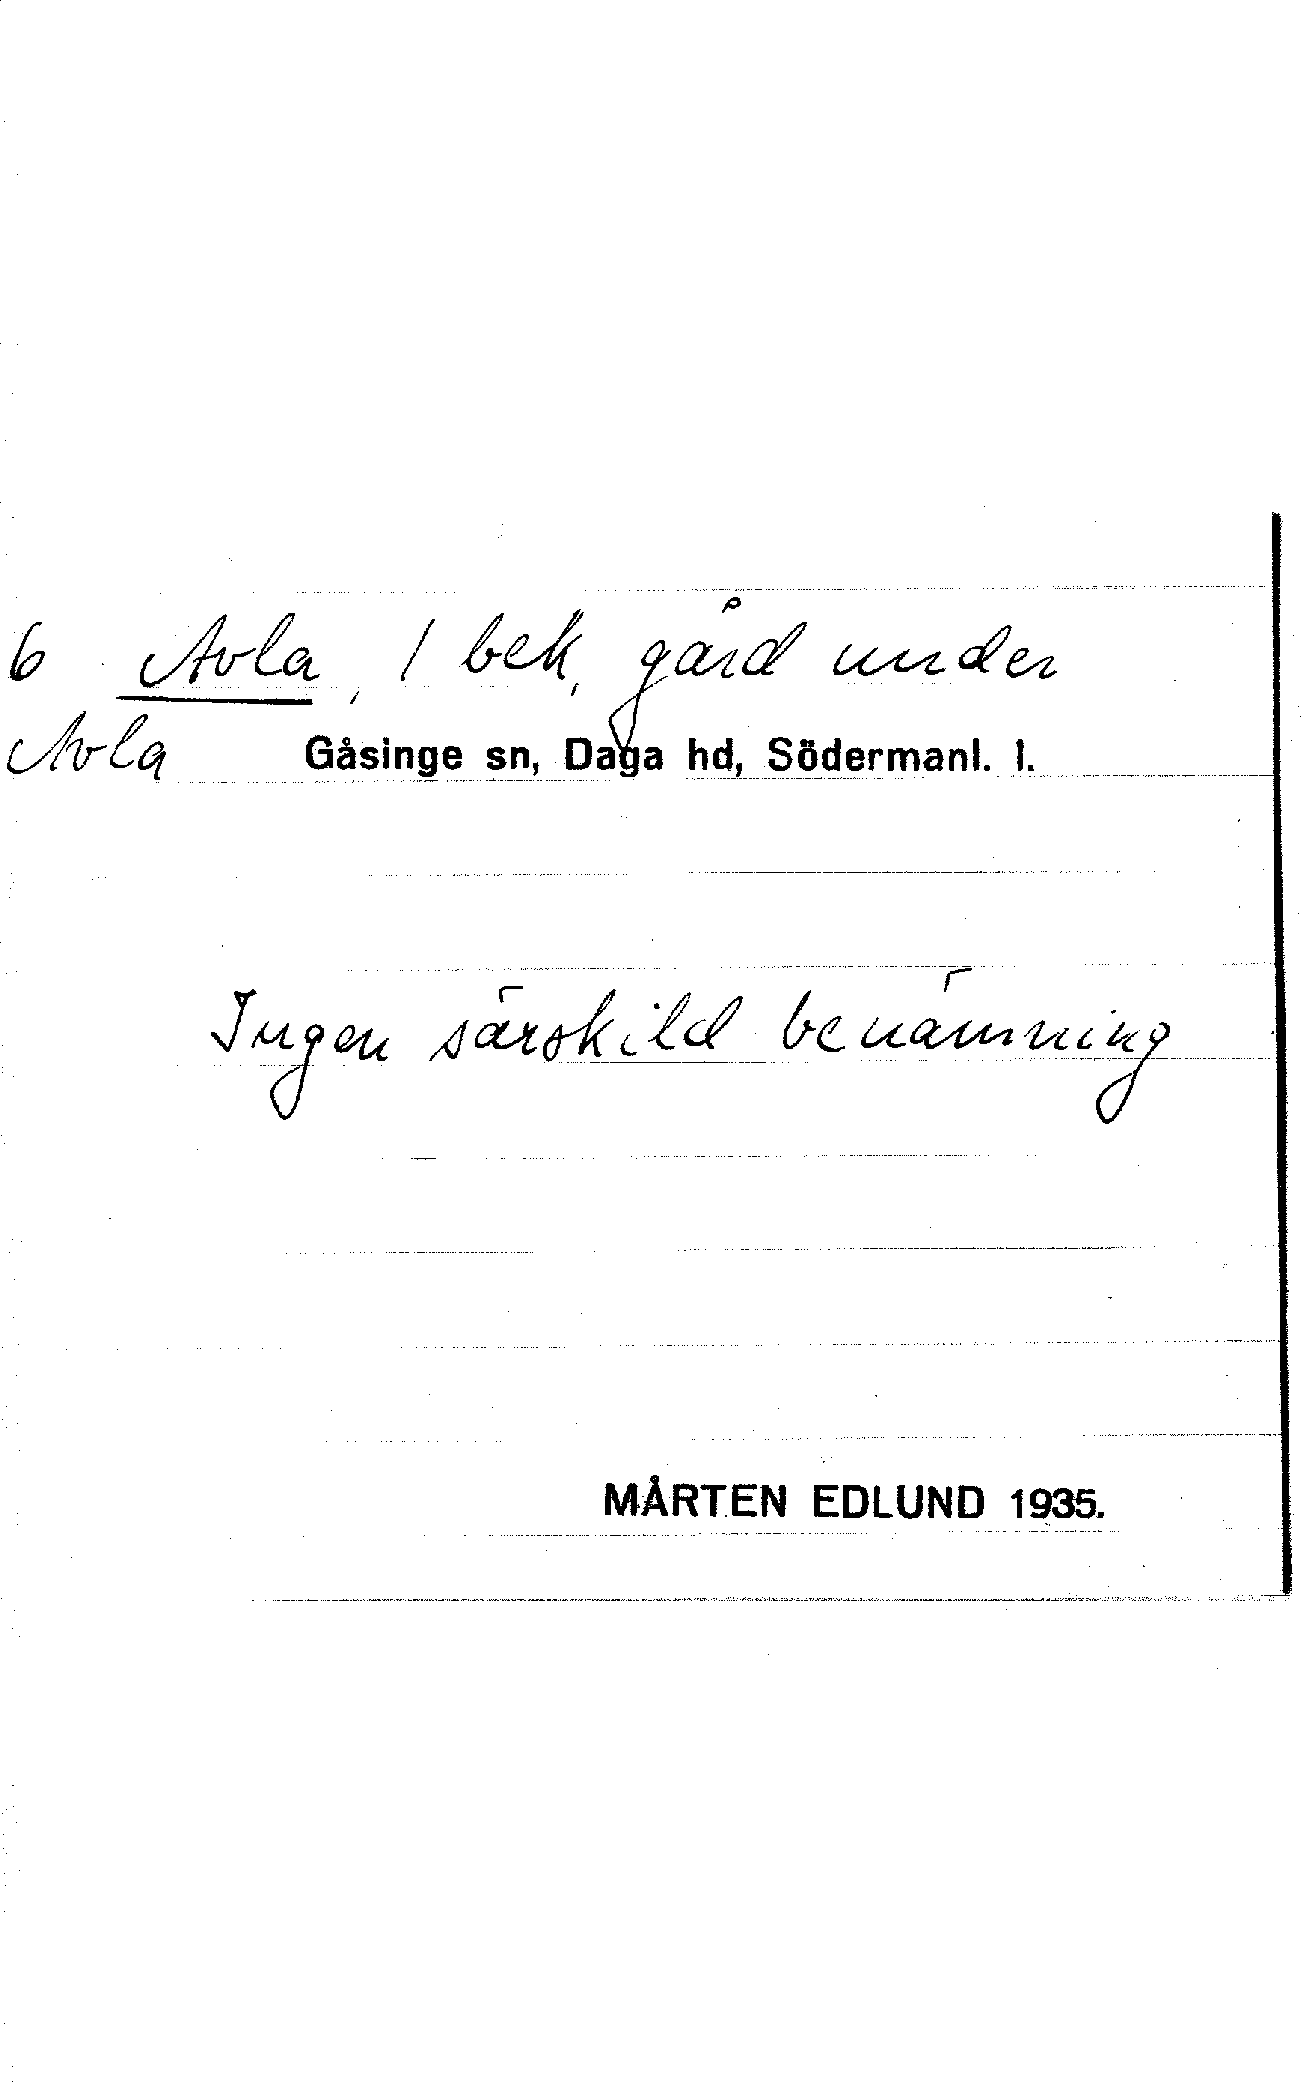 6 Avla, 1 bek, gård under
Avla Gåsinge sn, Daga hd, Södermanl. l.
Ingen särskild benämning
MÅRTEN EDLUND 1935.